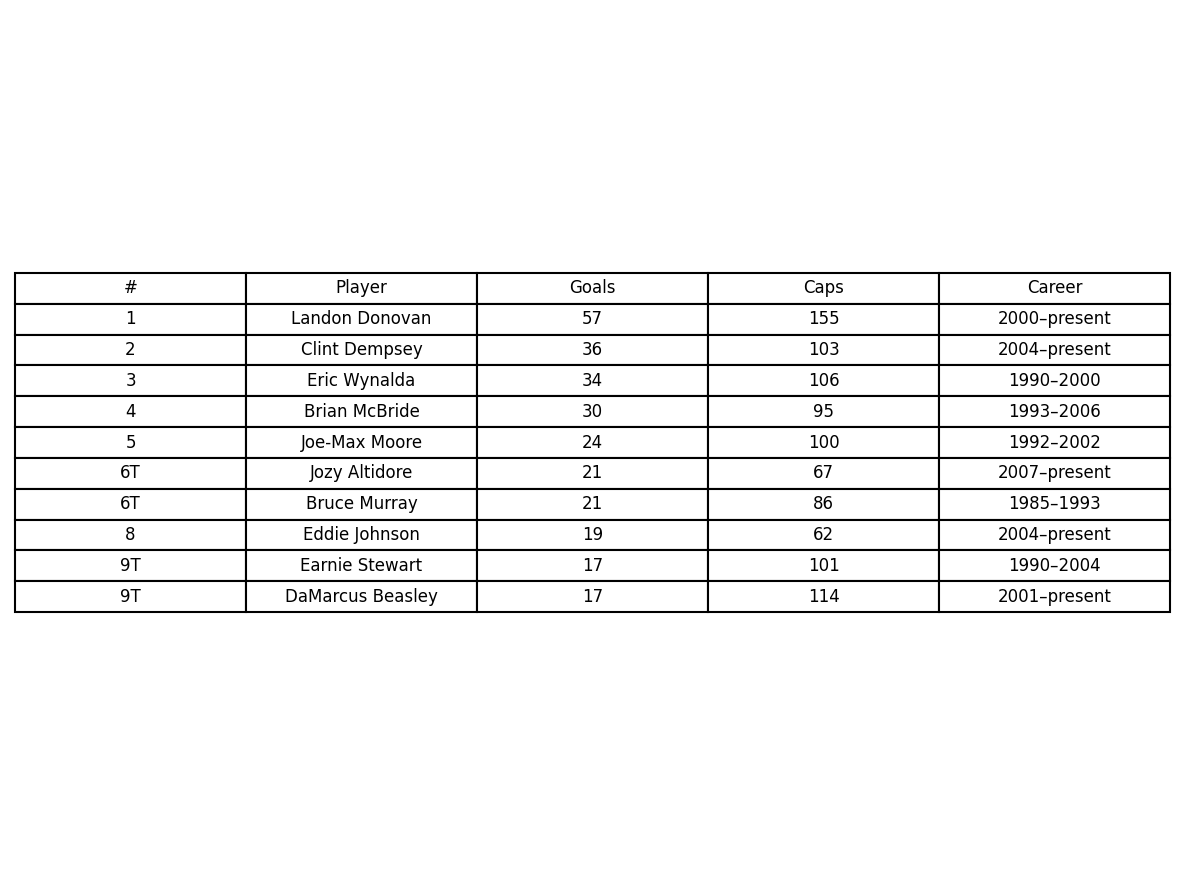 # Player Goals Caps Career
1 Landon Donovan 57 155 2000–present
2 Clint Dempsey 36 103 2004–present
3 Eric Wynalda 34 106 1990–2000
4 Brian McBride 30 95 1993–2006
5 Joe-Max Moore 24 100 1992–2002
6T Jozy Altidore 21 67 2007–present
6T Bruce Murray 21 86 1985–1993
8 Eddie Johnson 19 62 2004–present
9T Earnie Stewart 17 101 1990–2004
9T DaMarcus Beasley 17 114 2001–present